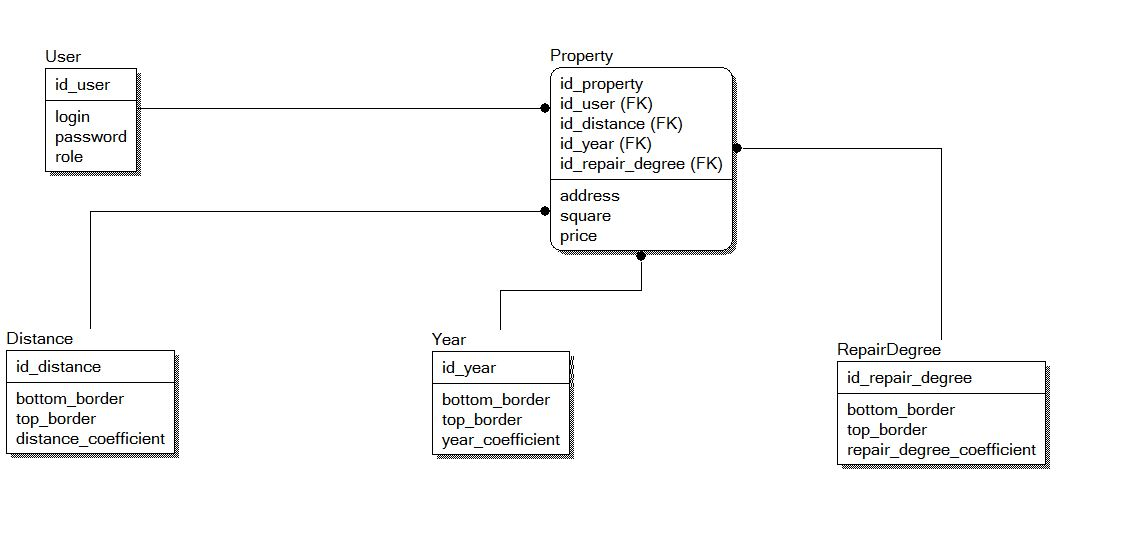 User
id_user
login
password
role
Property
id_property
id_user (FK)
id_distance (FK)
id_year (FK)
id_repair_degree (FK)
address
square
price
Distance
id_distance
bottom_border
top_border
distance_coefficient
Year
id_year
bottom_border
top_border
year_coefficient
RepairDegree
id_repair_degree
bottom_border
top_border
repair_degree_coefficient